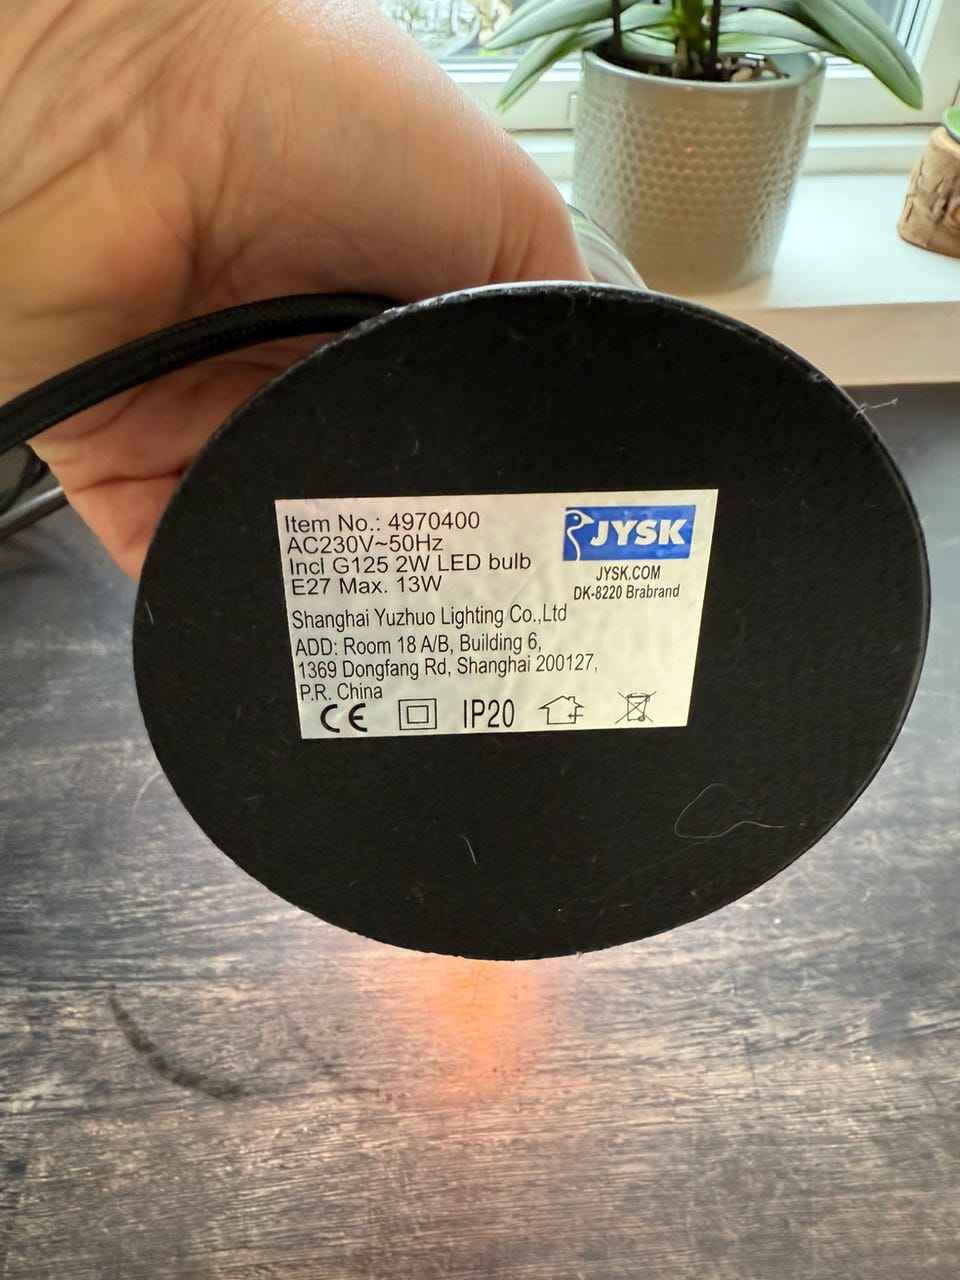 Item No.: 4970400
AC230V~50Hz
Incl G125 2W LED bulb
E27 Max. 13W
JYSK
JYSK.COM
DK-8220 Brabrand
Shanghai Yuzhuo Lighting Co.,Ltd
ADD: Room 18 A/B, Building 6,
1369 Dongfang Rd, Shanghai 200127,
P.R. China
CE IP20